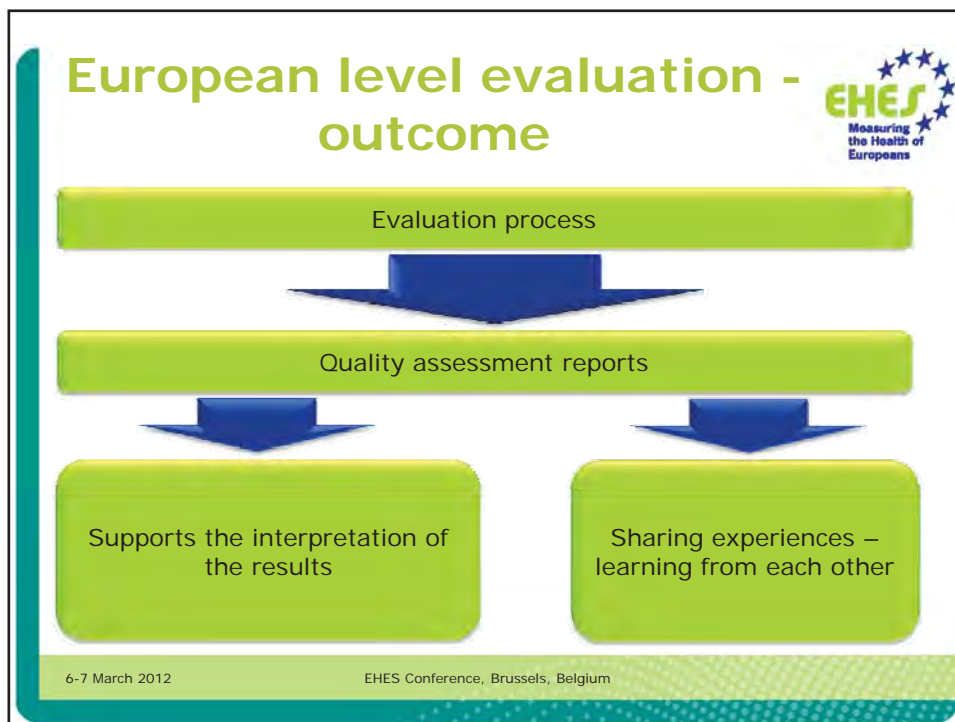 European level evaluation -
outcome
EHES
Measuring
the Health of
Europeans
Evaluation process
Quality assessment reports
Supports the interpretation of
the results
Sharing experiences –
learning from each other
6-7 March 2012
EHES Conference, Brussels, Belgium